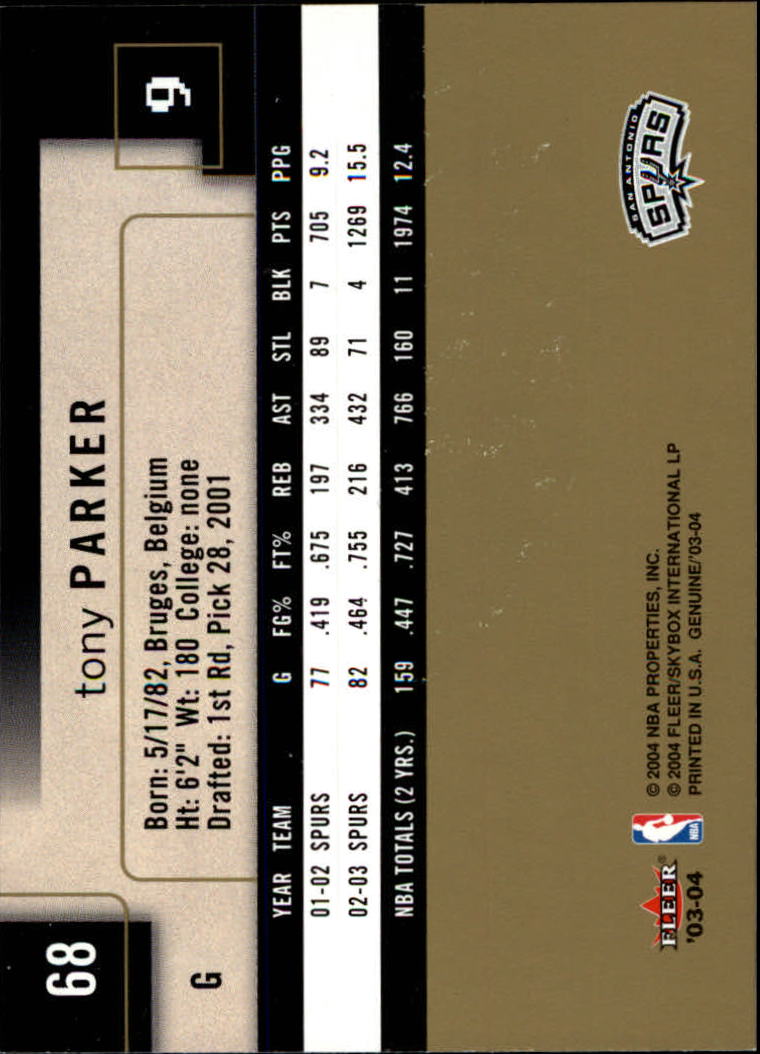 68
tony PARKER
9
G
Born: 5/17/82, Bruges, Belgium
Ht: 6'2" Wt: 180 College: none
Drafted: 1st Rd, Pick 28, 2001
YEAR TEAM G FG% FT% REB AST STL BLK PTS PPG
01-02 SPURS 77 .419 .675 197 334 89 7 705 9.2
02-03 SPURS 82 .464 .755 216 432 71 4 1269 15.5
NBA TOTALS (2 YRS.) 159 .447 .727 413 766 160 11 1974 12.4
FLEER®
'03-04
NBA
© 2004 NBA PROPERTIES, INC.
© 2004 FLEER/SKYBOX INTERNATIONAL LP
PRINTED IN U.S.A. GENUINE/'03-04
SAN ANTONIO
SPURS